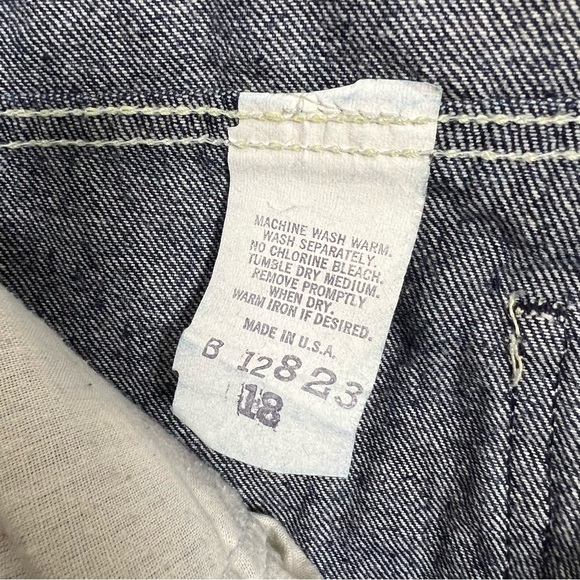 MACHINE WASH WARM.
WASH SEPARATELY.
NO CHLORINE BLEACH.
TUMBLE DRY MEDIUM.
REMOVE PROMPTLY
WHEN DRY.
WARM IRON IF DESIRED.
MADE IN U.S.A.
B 12823
18